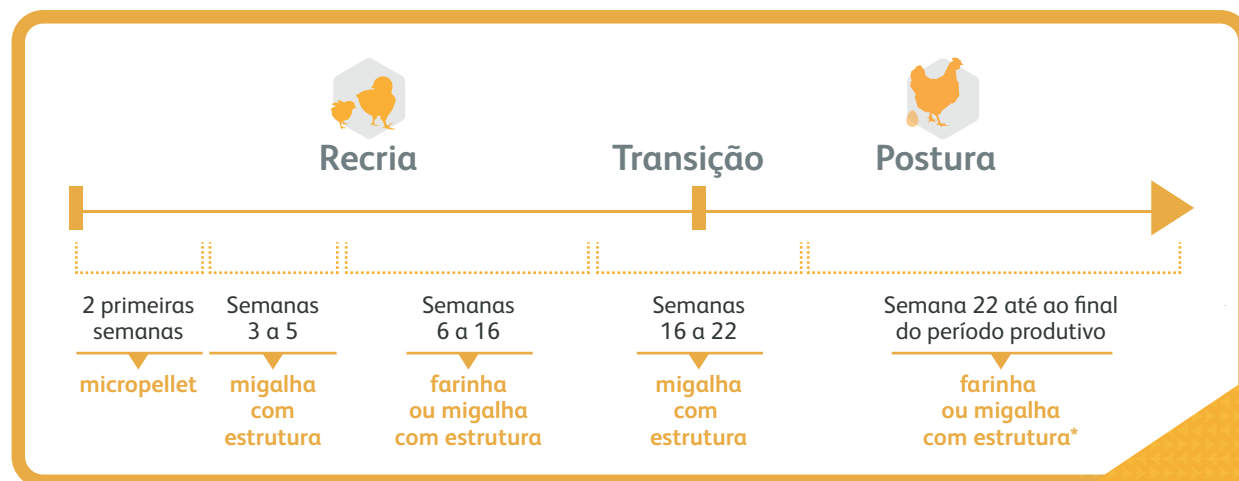 Recria
Transição
Postura
2 primeiras
semanas
micropellet
Semanas
3 a 5
migalha
com
estrutura
Semanas
6 a 16
farinha
ou migalha
com estrutura
Semanas
16 a 22
migalha
com
estrutura
Semana 22 até ao final
do período produtivo
farinha
ou migalha
com estrutura*